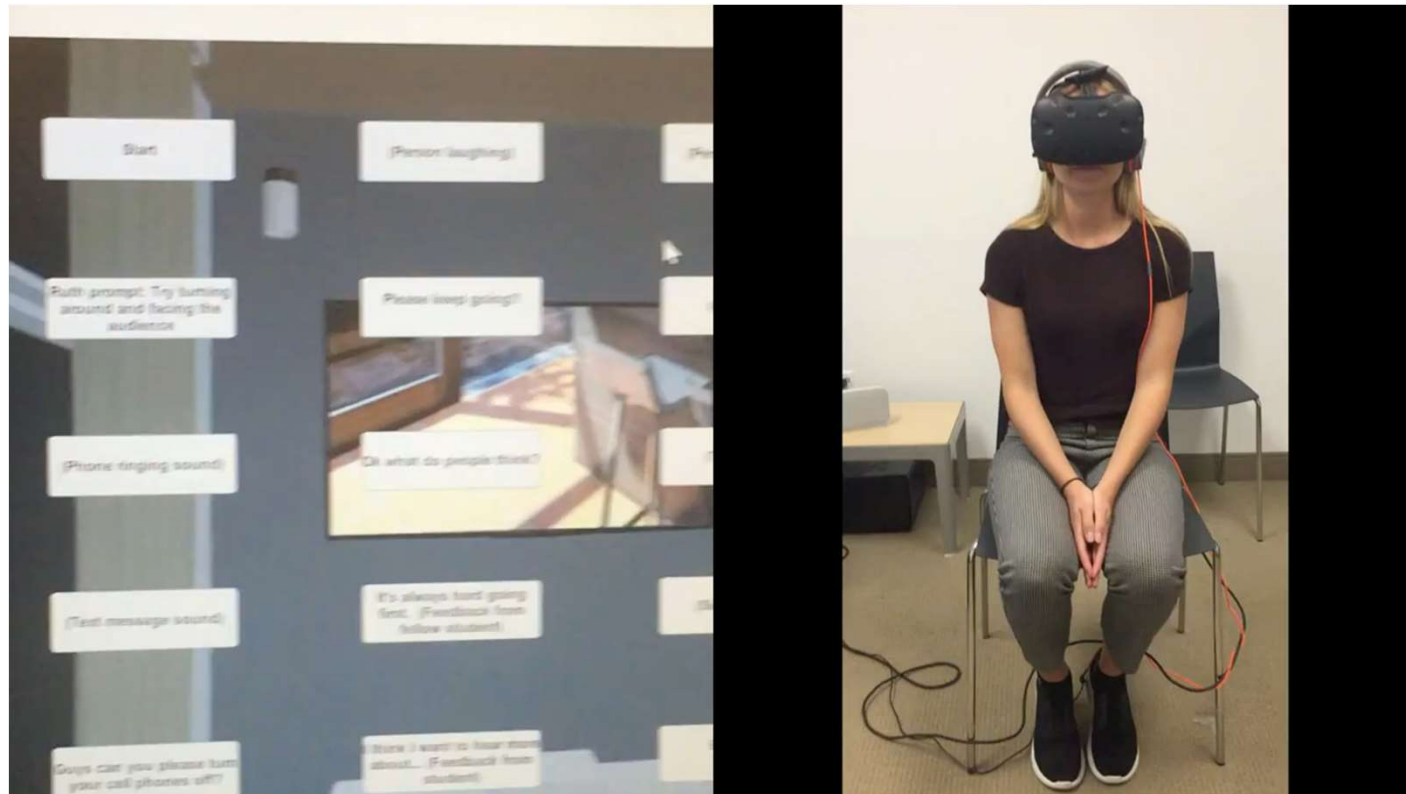 Start
(Person laughing)
(Per
Ruth prompt: Try turning
around and facing the
audience
Please keep going?
(Phone ringing sound)
Ok what do people think?
(Text message sound)
It's always hard going
first. (Feedback from
fellow student)
Guys can you please turn
your cell phones off?
I think I want to hear more
about... (Feedback from
student)